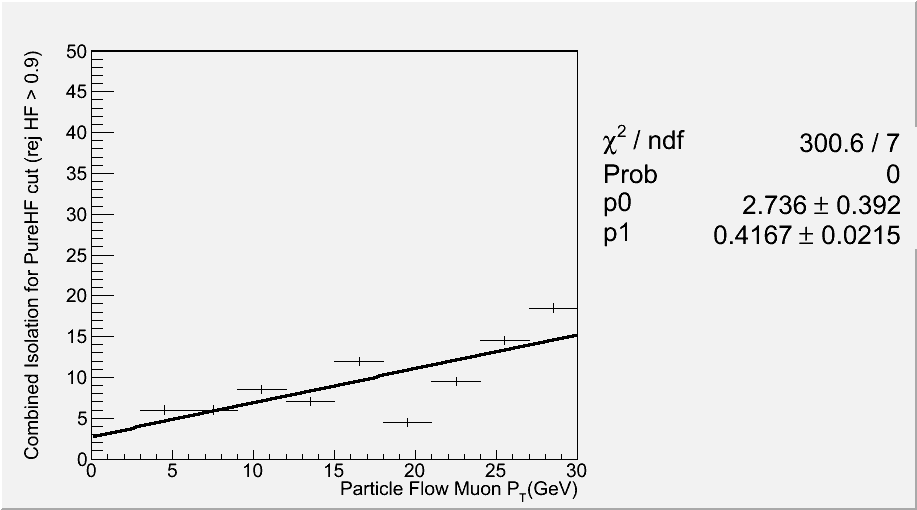 Combined Isolation for PureHF cut (rej HF > 0.9)
50
45
40
35
30
25
20
15
10
5
0
0 5 10 15 20 25 30
Particle Flow Muon P_T(GeV)
χ² / ndf 300.6 / 7
Prob 0
p0 2.736 ± 0.392
p1 0.4167 ± 0.0215